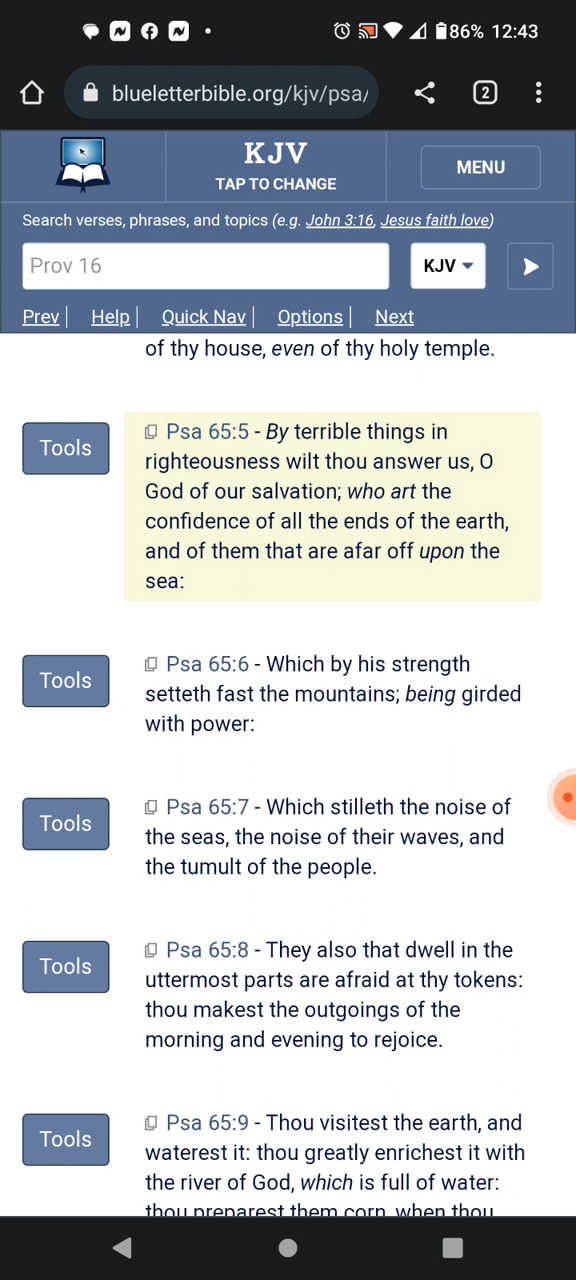 86% 12:43
blueletterbible.org/kjv/psa/
2
KJV
TAP TO CHANGE
MENU
Search verses, phrases, and topics (e.g. John 3:16, Jesus faith love)
Prov 16
KJV
Prev | Help | Quick Nav | Options | Next
of thy house, even of thy holy temple.
Tools
Psa 65:5 - By terrible things in
righteousness wilt thou answer us, O
God of our salvation; who art the
confidence of all the ends of the earth,
and of them that are afar off upon the
sea:
Tools
Psa 65:6 - Which by his strength
setteth fast the mountains; being girded
with power:
Tools
Psa 65:7 - Which stilleth the noise of
the seas, the noise of their waves, and
the tumult of the people.
Tools
Psa 65:8 - They also that dwell in the
uttermost parts are afraid at thy tokens:
thou makest the outgoings of the
morning and evening to rejoice.
Tools
Psa 65:9 - Thou visitest the earth, and
waterest it: thou greatly enrichest it with
the river of God, which is full of water:
thou preparest them corn, when thou